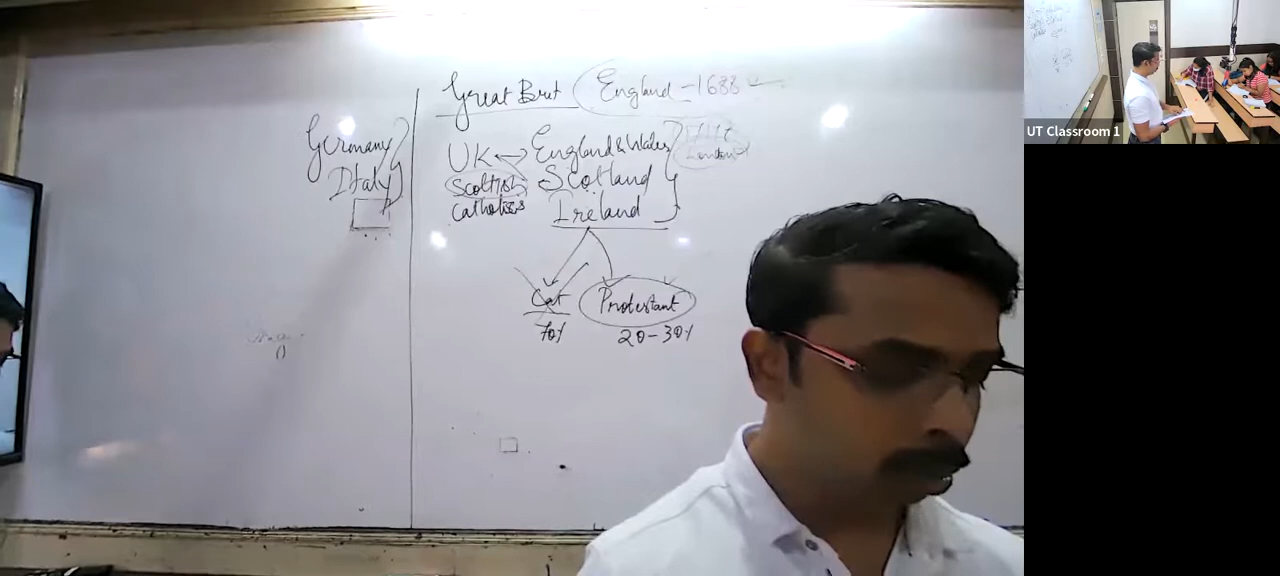 Great Brit England - 1688
Germany
Italy
UK England & Wales
Scottish Scotland
Catholics Ireland
London
Cat Protestant
70% 20-30%
UT Classroom 1